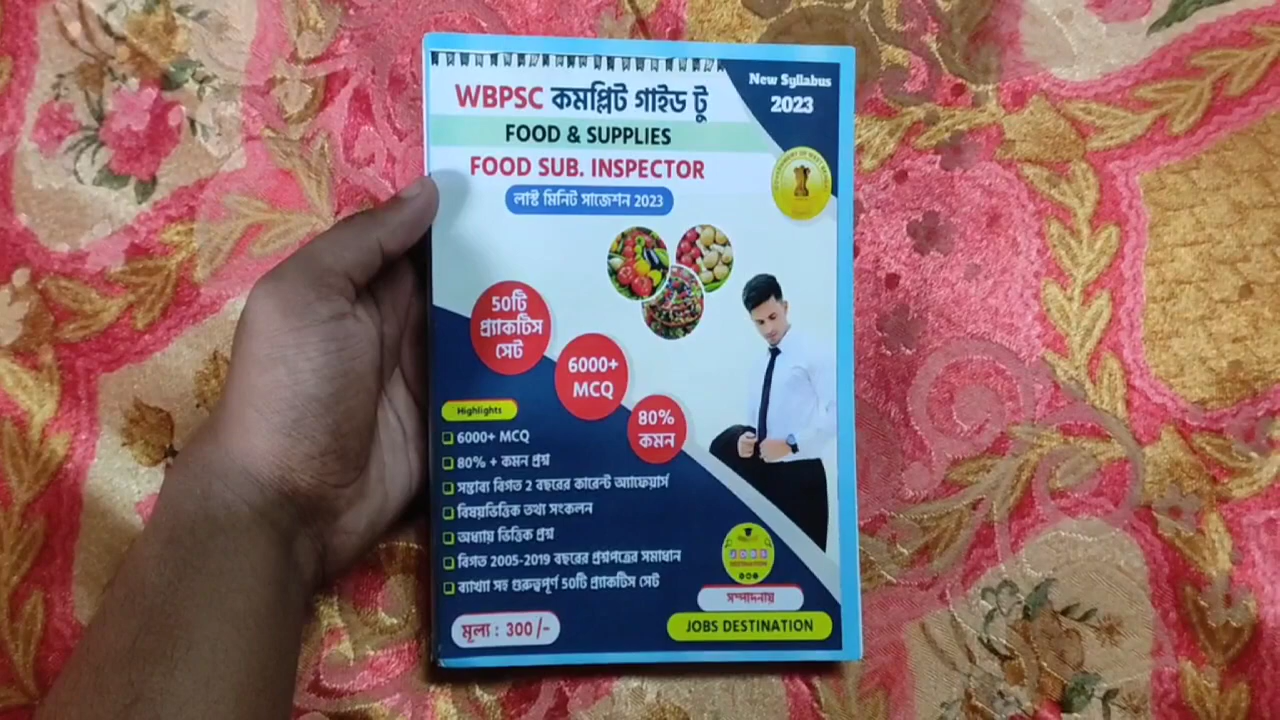 WBPSC কমপ্লিট গাইড টু
New Syllabus
2023
FOOD & SUPPLIES
FOOD SUB. INSPECTOR
লাস্ট মিনিট সাজেশন 2023
50টি
প্র্যাকটিস
সেট
6000+
MCQ
80%
কমন
Highlights
6000+ MCQ
80% + কমন প্রশ্ন
সম্ভাব্য বিগত 2 বছরের কারেন্ট অ্যাফেয়ার্স
বিষয়ভিত্তিক তথ্য সংকলন
অধ্যায় ভিত্তিক প্রশ্ন
বিগত 2005-2019 বছরের প্রশ্নপত্রের সমাধান
ব্যাখ্যা সহ গুরুত্বপূর্ণ 50টি প্র্যাকটিস সেট
মূল্য : 300/-
JOBS
DESTINATION
সম্পাদনায়
JOBS DESTINATION